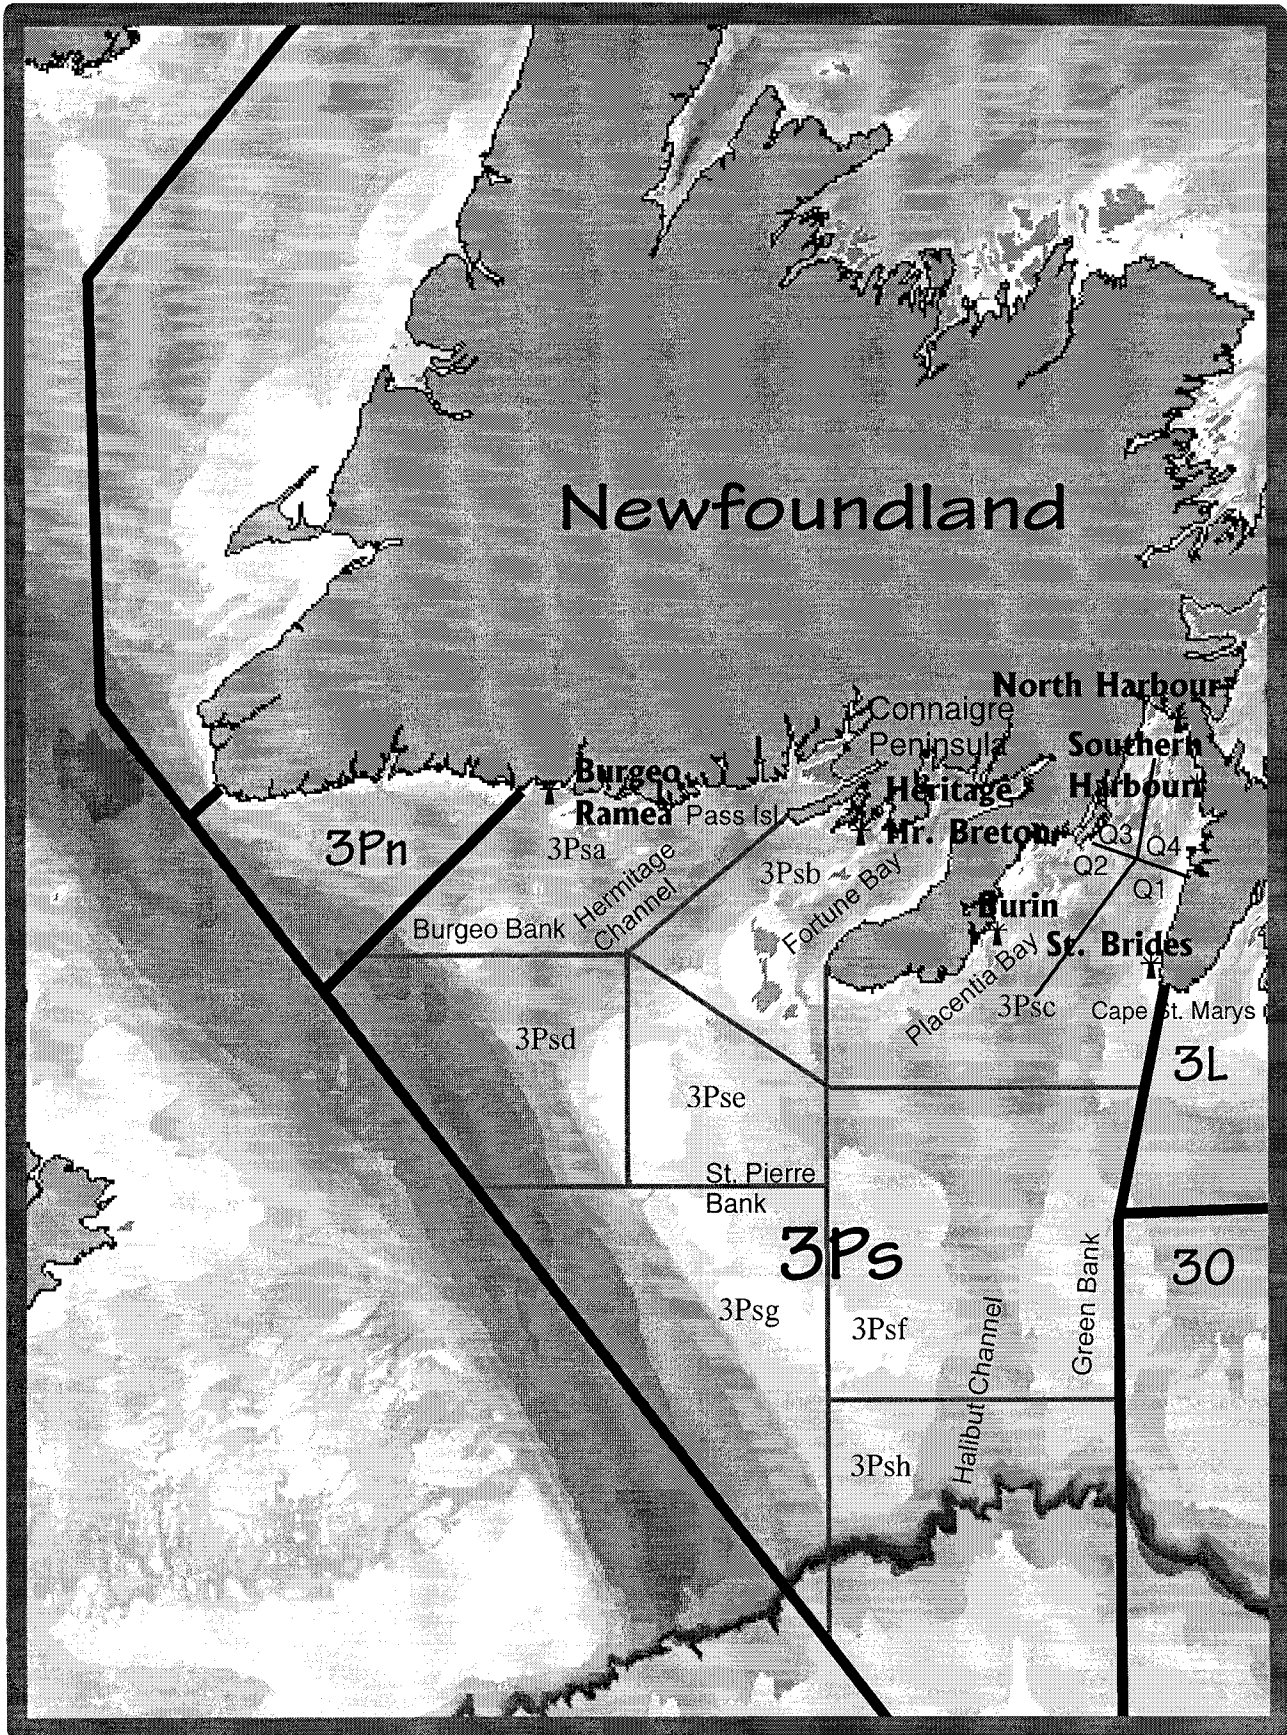 Newfoundland
North Harbour
Connaigre
Peninsula
Southern
Harbour
Burgeo
Ramea
Pass Isl
Heritage
Hr. Breton
3Pn
3Psa
Hermitage
Channel
3Psb
Fortune Bay
Q3
Q4
Q2
Q1
Burgeo Bank
Burin
St. Brides
Placentia Bay
3Psc
Cape St. Marys
3Psd
3L
3Pse
St. Pierre
Bank
3Ps
3O
Green Bank
3Psg
3Psf
Halibut Channel
3Psh